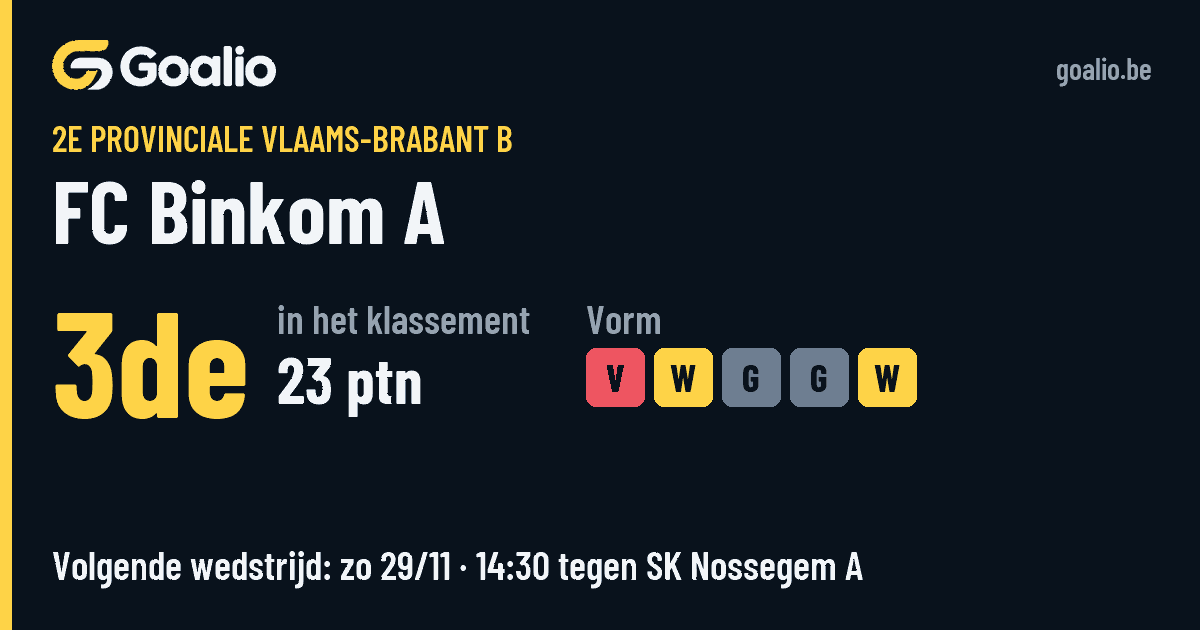 Goalio
goalio.be
2E PROVINCIALE VLAAMS-BRABANT B
FC Binkom A
3de
in het klassement
23 ptn
Vorm
V W G G W
Volgende wedstrijd: zo 29/11 · 14:30 tegen SK Nossegem A